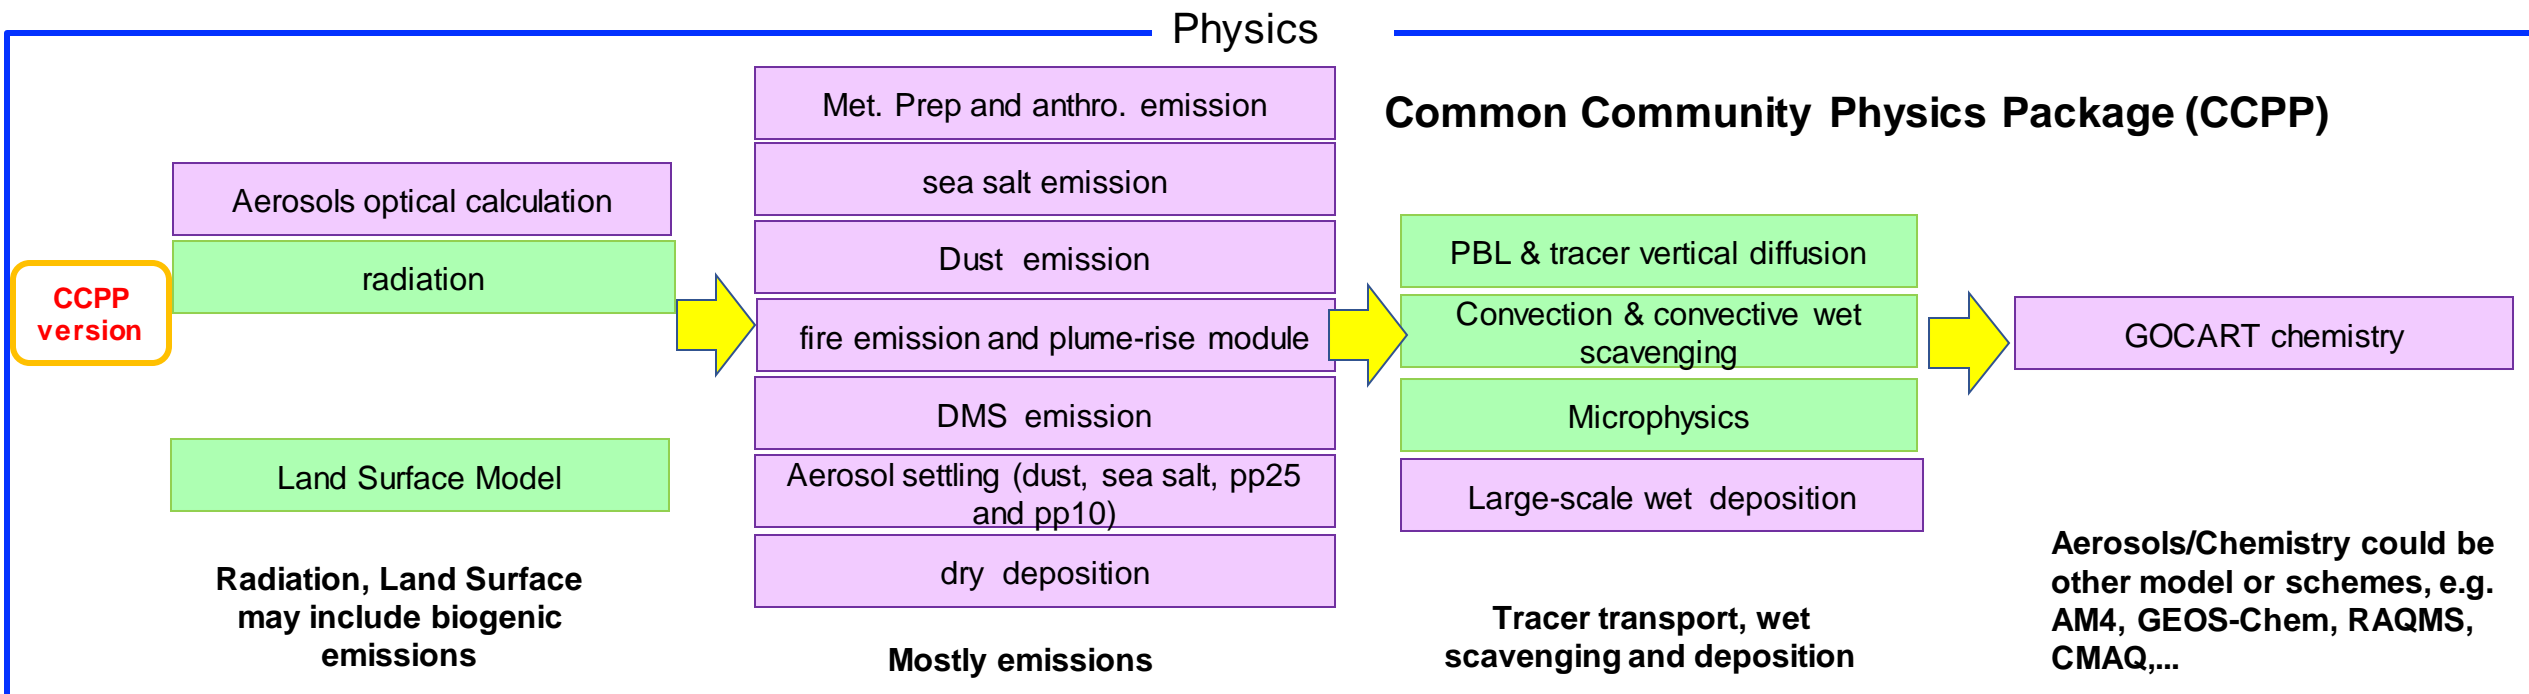 Physics
Common Community Physics Package (CCPP)
CCPP
version
Aerosols optical calculation
radiation
Land Surface Model
Radiation, Land Surface
may include biogenic
emissions
Met. Prep and anthro. emission
sea salt emission
Dust emission
fire emission and plume-rise module
DMS emission
Aerosol settling (dust, sea salt, pp25
and pp10)
dry deposition
Mostly emissions
PBL & tracer vertical diffusion
Convection & convective wet
scavenging
Microphysics
Large-scale wet deposition
Tracer transport, wet
scavenging and deposition
GOCART chemistry
Aerosols/Chemistry could be
other model or schemes, e.g.
AM4, GEOS-Chem, RAQMS,
CMAQ,...